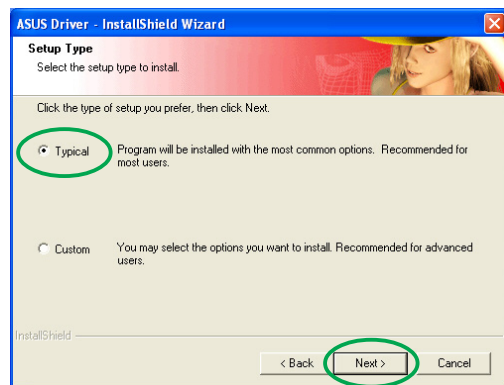 ASUS Driver - InstallShield Wizard
Setup Type
Select the setup type to install.
Click the type of setup you prefer, then click Next.
Typical
Program will be installed with the most common options. Recommended for
most users.
Custom
You may select the options you want to install. Recommended for advanced
users.
InstallShield
< Back
Next >
Cancel